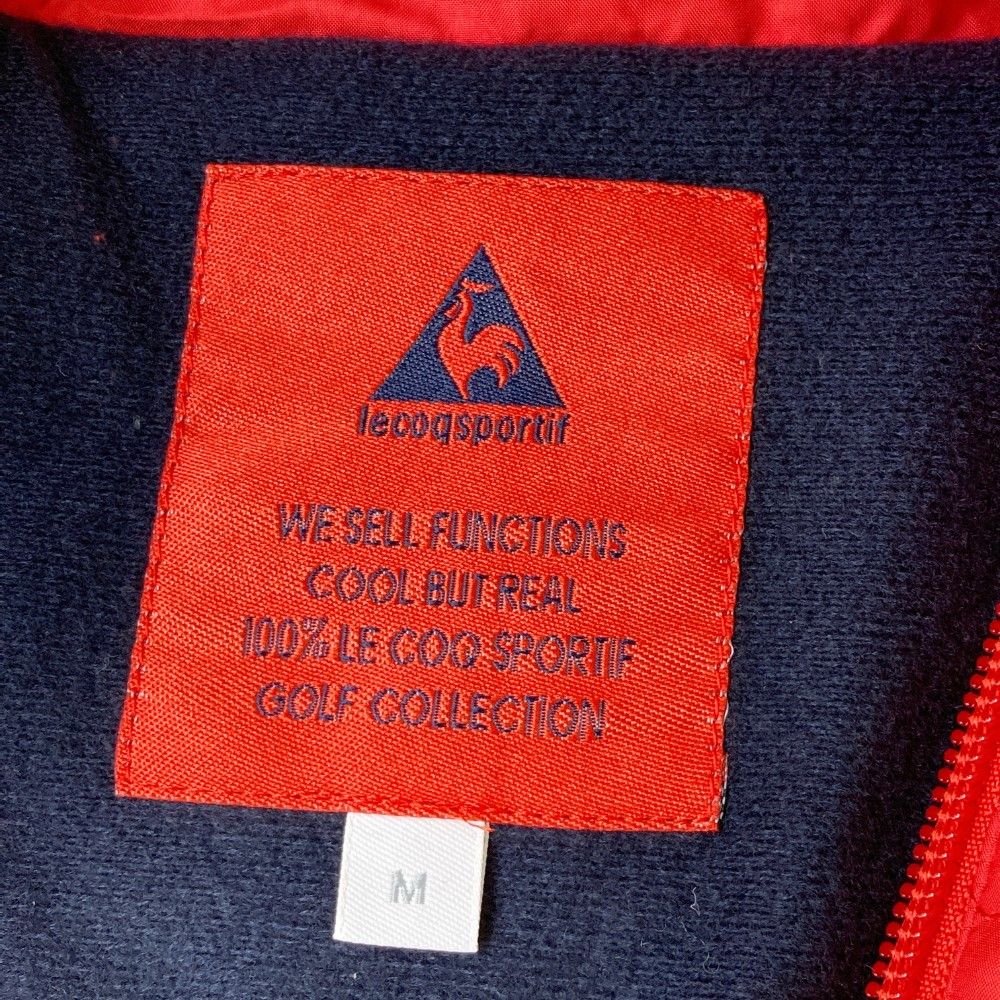 lecoqsportif
WE SELL FUNCTIONS
COOL BUT REAL
100% LE COQ SPORTIF
GOLF COLLECTION
M